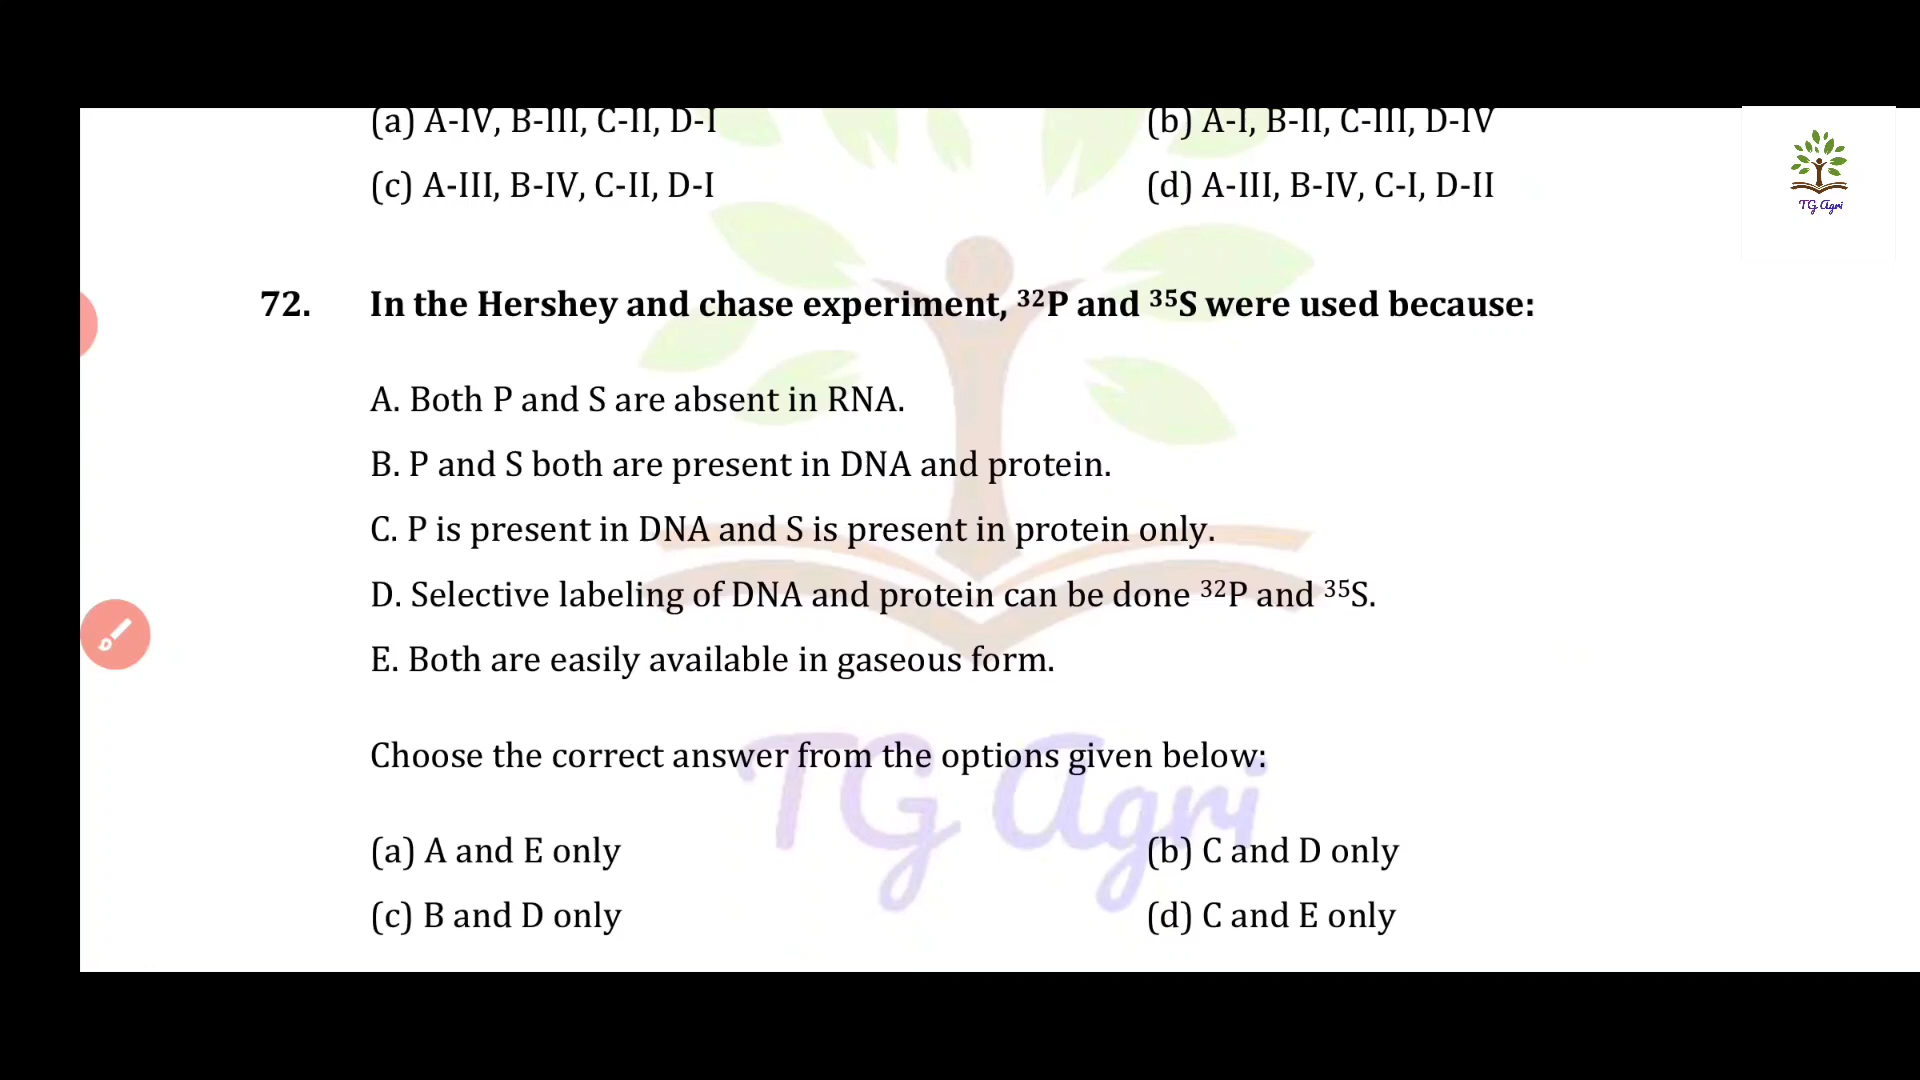 (a) A-IV, B-III, C-II, D-I (b) A-I, B-II, C-III, D-IV
(c) A-III, B-IV, C-II, D-I (d) A-III, B-IV, C-I, D-II
TG Agri
72. In the Hershey and chase experiment, ³²P and ³⁵S were used because:
A. Both P and S are absent in RNA.
B. P and S both are present in DNA and protein.
C. P is present in DNA and S is present in protein only.
D. Selective labeling of DNA and protein can be done ³²P and ³⁵S.
E. Both are easily available in gaseous form.
Choose the correct answer from the options given below:
TG Agri
(a) A and E only (b) C and D only
(c) B and D only (d) C and E only